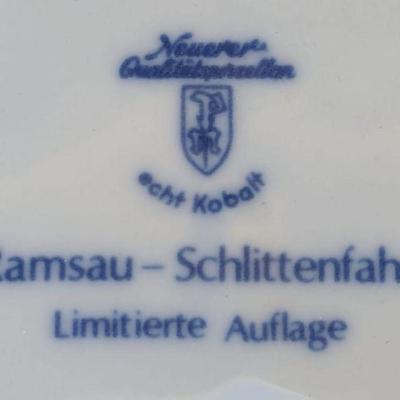 Neuerer
Qualitätsporzellan
echt Kobalt
Ramsau – Schlittenfah
Limitierte Auflage